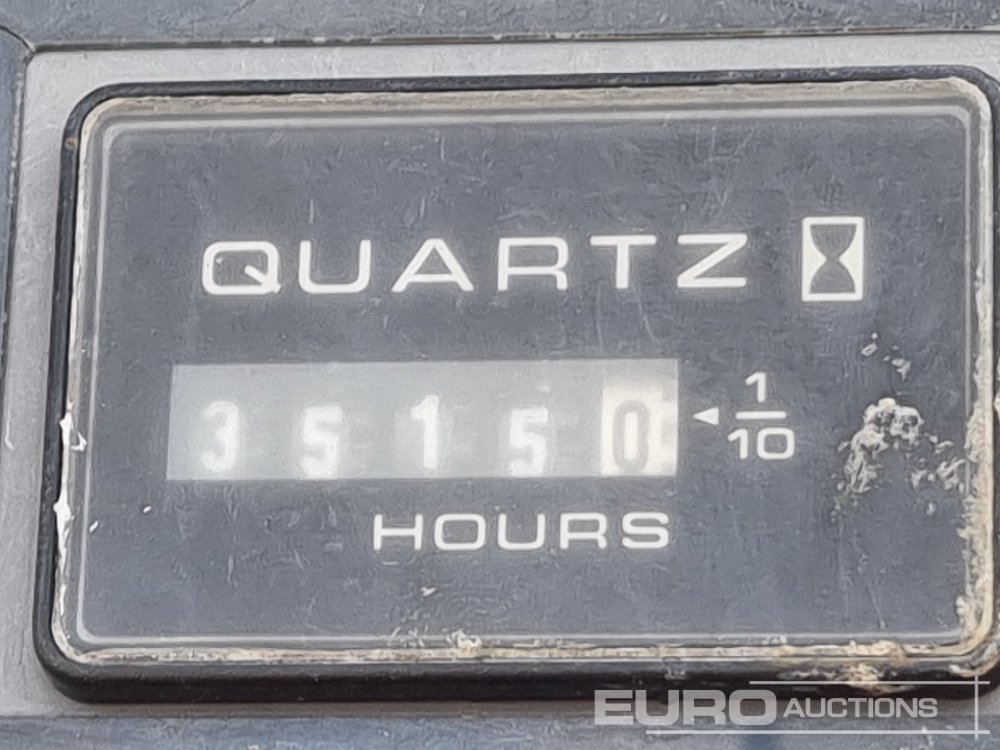 QUARTZ
35150 ◄ 1/10
HOURS
EURO AUCTIONS